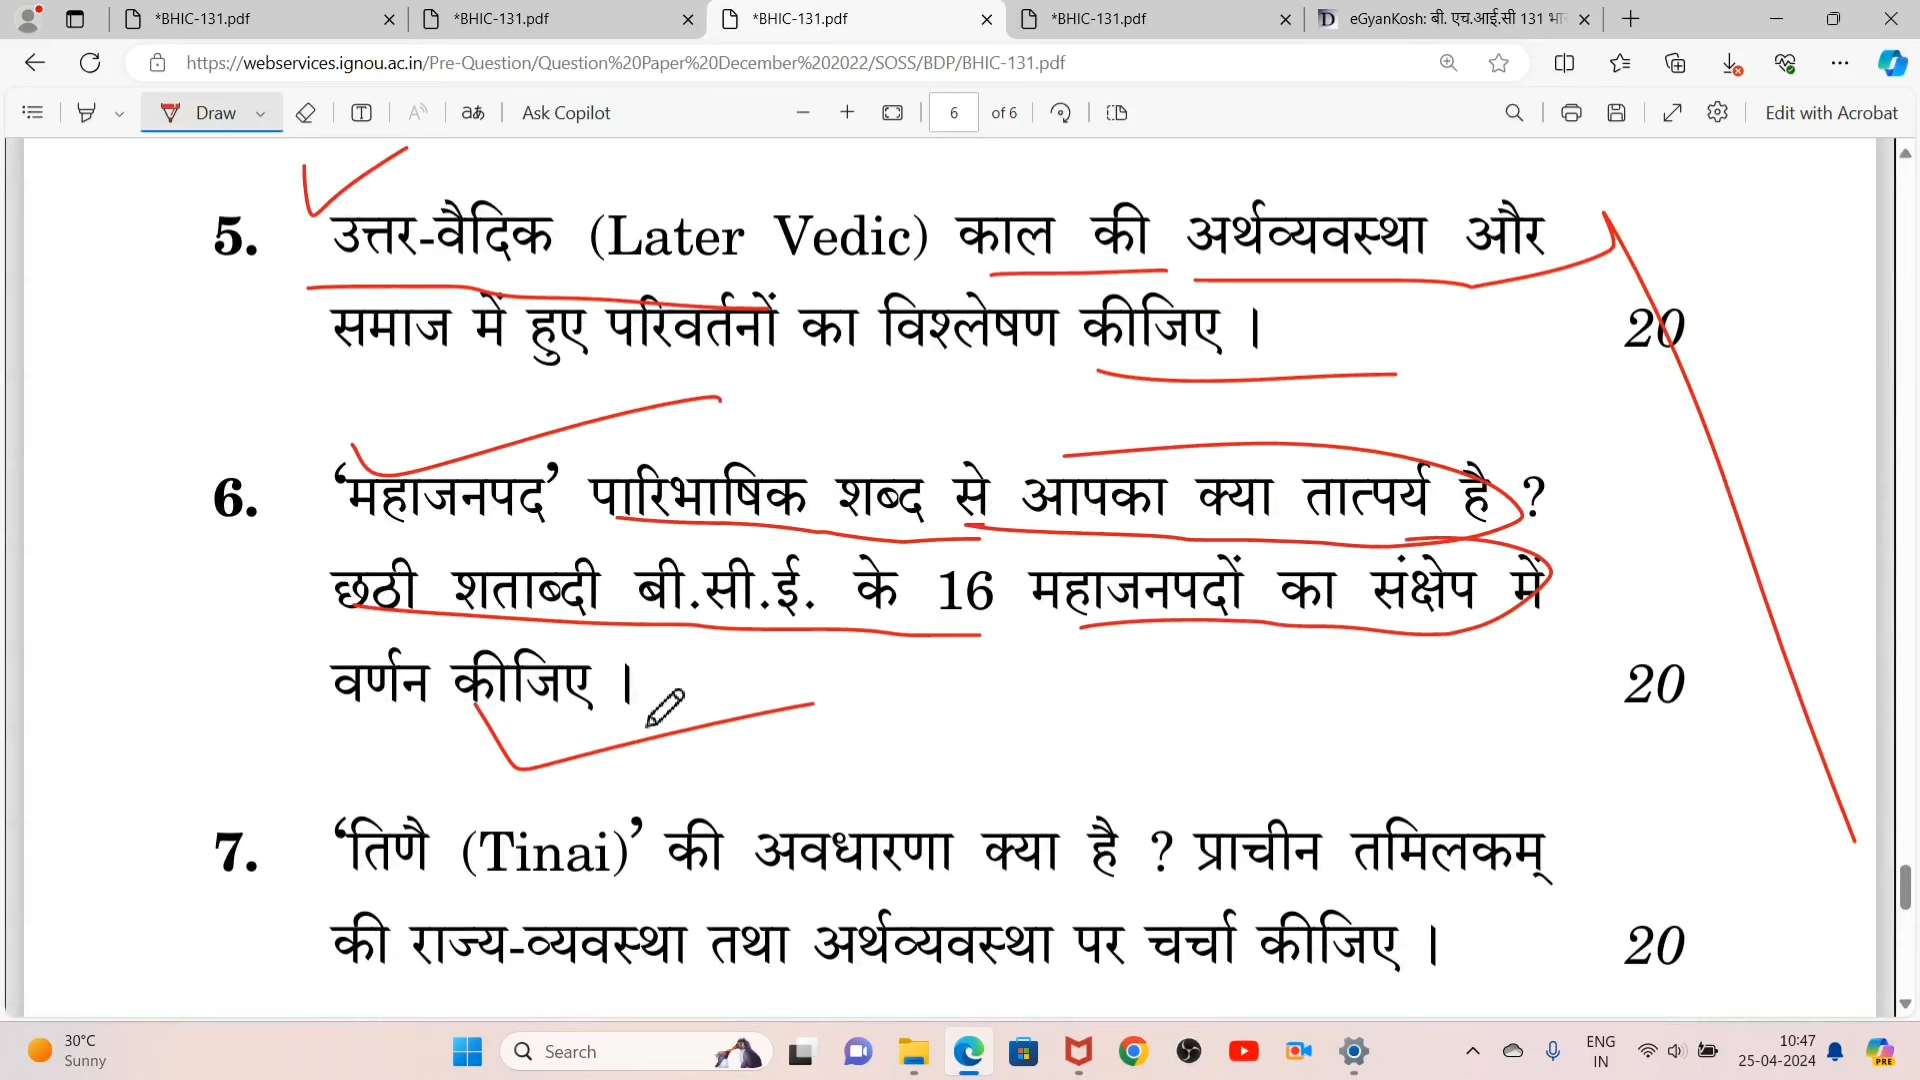 *BHIC-131.pdf
*BHIC-131.pdf
*BHIC-131.pdf
*BHIC-131.pdf
eGyanKosh: बी. एच.आई.सी 131 भा
https://webservices.ignou.ac.in/Pre-Question/Question%20Paper%20December%202022/SOSS/BDP/BHIC-131.pdf
Draw
Ask Copilot
6 of 6
Edit with Acrobat
5. उत्तर-वैदिक (Later Vedic) काल की अर्थव्यवस्था और
समाज में हुए परिवर्तनों का विश्लेषण कीजिए । 20
6. ‘महाजनपद’ पारिभाषिक शब्द से आपका क्या तात्पर्य है ?
छठी शताब्दी बी.सी.ई. के 16 महाजनपदों का संक्षेप में
वर्णन कीजिए । 20
7. ‘तिणै (Tinai)’ की अवधारणा क्या है ? प्राचीन तमिलकम्
की राज्य-व्यवस्था तथा अर्थव्यवस्था पर चर्चा कीजिए । 20
30°C
Sunny
Search
ENG
IN
10:47
25-04-2024
PRE